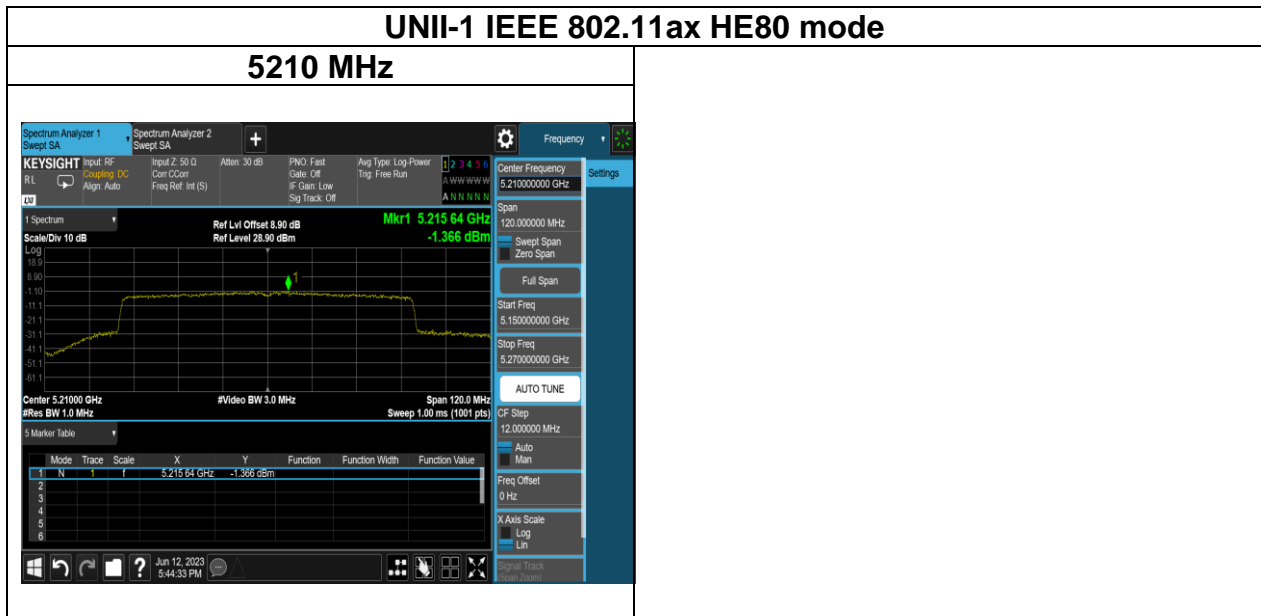 UNII-1 IEEE 802.11ax HE80 mode
5210 MHz
Spectrum Analyzer 1
Swept SA
Spectrum Analyzer 2
Swept SA
+
Frequency
KEYSIGHT
RL
LXI
Input: RF
Coupling: DC
Align: Auto
Input Z: 50 Ω
Corr CCorr
Freq Ref: Int (S)
Atten: 30 dB
PNO: Fast
Gate: Off
IF Gain: Low
Sig Track: Off
Avg Type: Log-Power
Trig: Free Run
1 2 3 4 5 6
A W W W W W
A N N N N N
1 Spectrum
Scale/Div 10 dB
Ref Lvl Offset 8.90 dB
Ref Level 28.90 dBm
Mkr1 5.215 64 GHz
-1.366 dBm
Log
18.9
8.90
-1.10
-11.1
-21.1
-31.1
-41.1
-51.1
-61.1
1
Center 5.21000 GHz
#Res BW 1.0 MHz
#Video BW 3.0 MHz
Span 120.0 MHz
Sweep 1.00 ms (1001 pts)
5 Marker Table
Mode Trace Scale X Y Function Function Width Function Value
1 N 1 f 5.215 64 GHz -1.366 dBm
2
3
4
5
6
Jun 12, 2023
5:44:33 PM
Center Frequency
5.210000000 GHz
Settings
Span
120.000000 MHz
Swept Span
Zero Span
Full Span
Start Freq
5.150000000 GHz
Stop Freq
5.270000000 GHz
AUTO TUNE
CF Step
12.000000 MHz
Auto
Man
Freq Offset
0 Hz
X Axis Scale
Log
Lin
Signal Track
(Span Zoom)